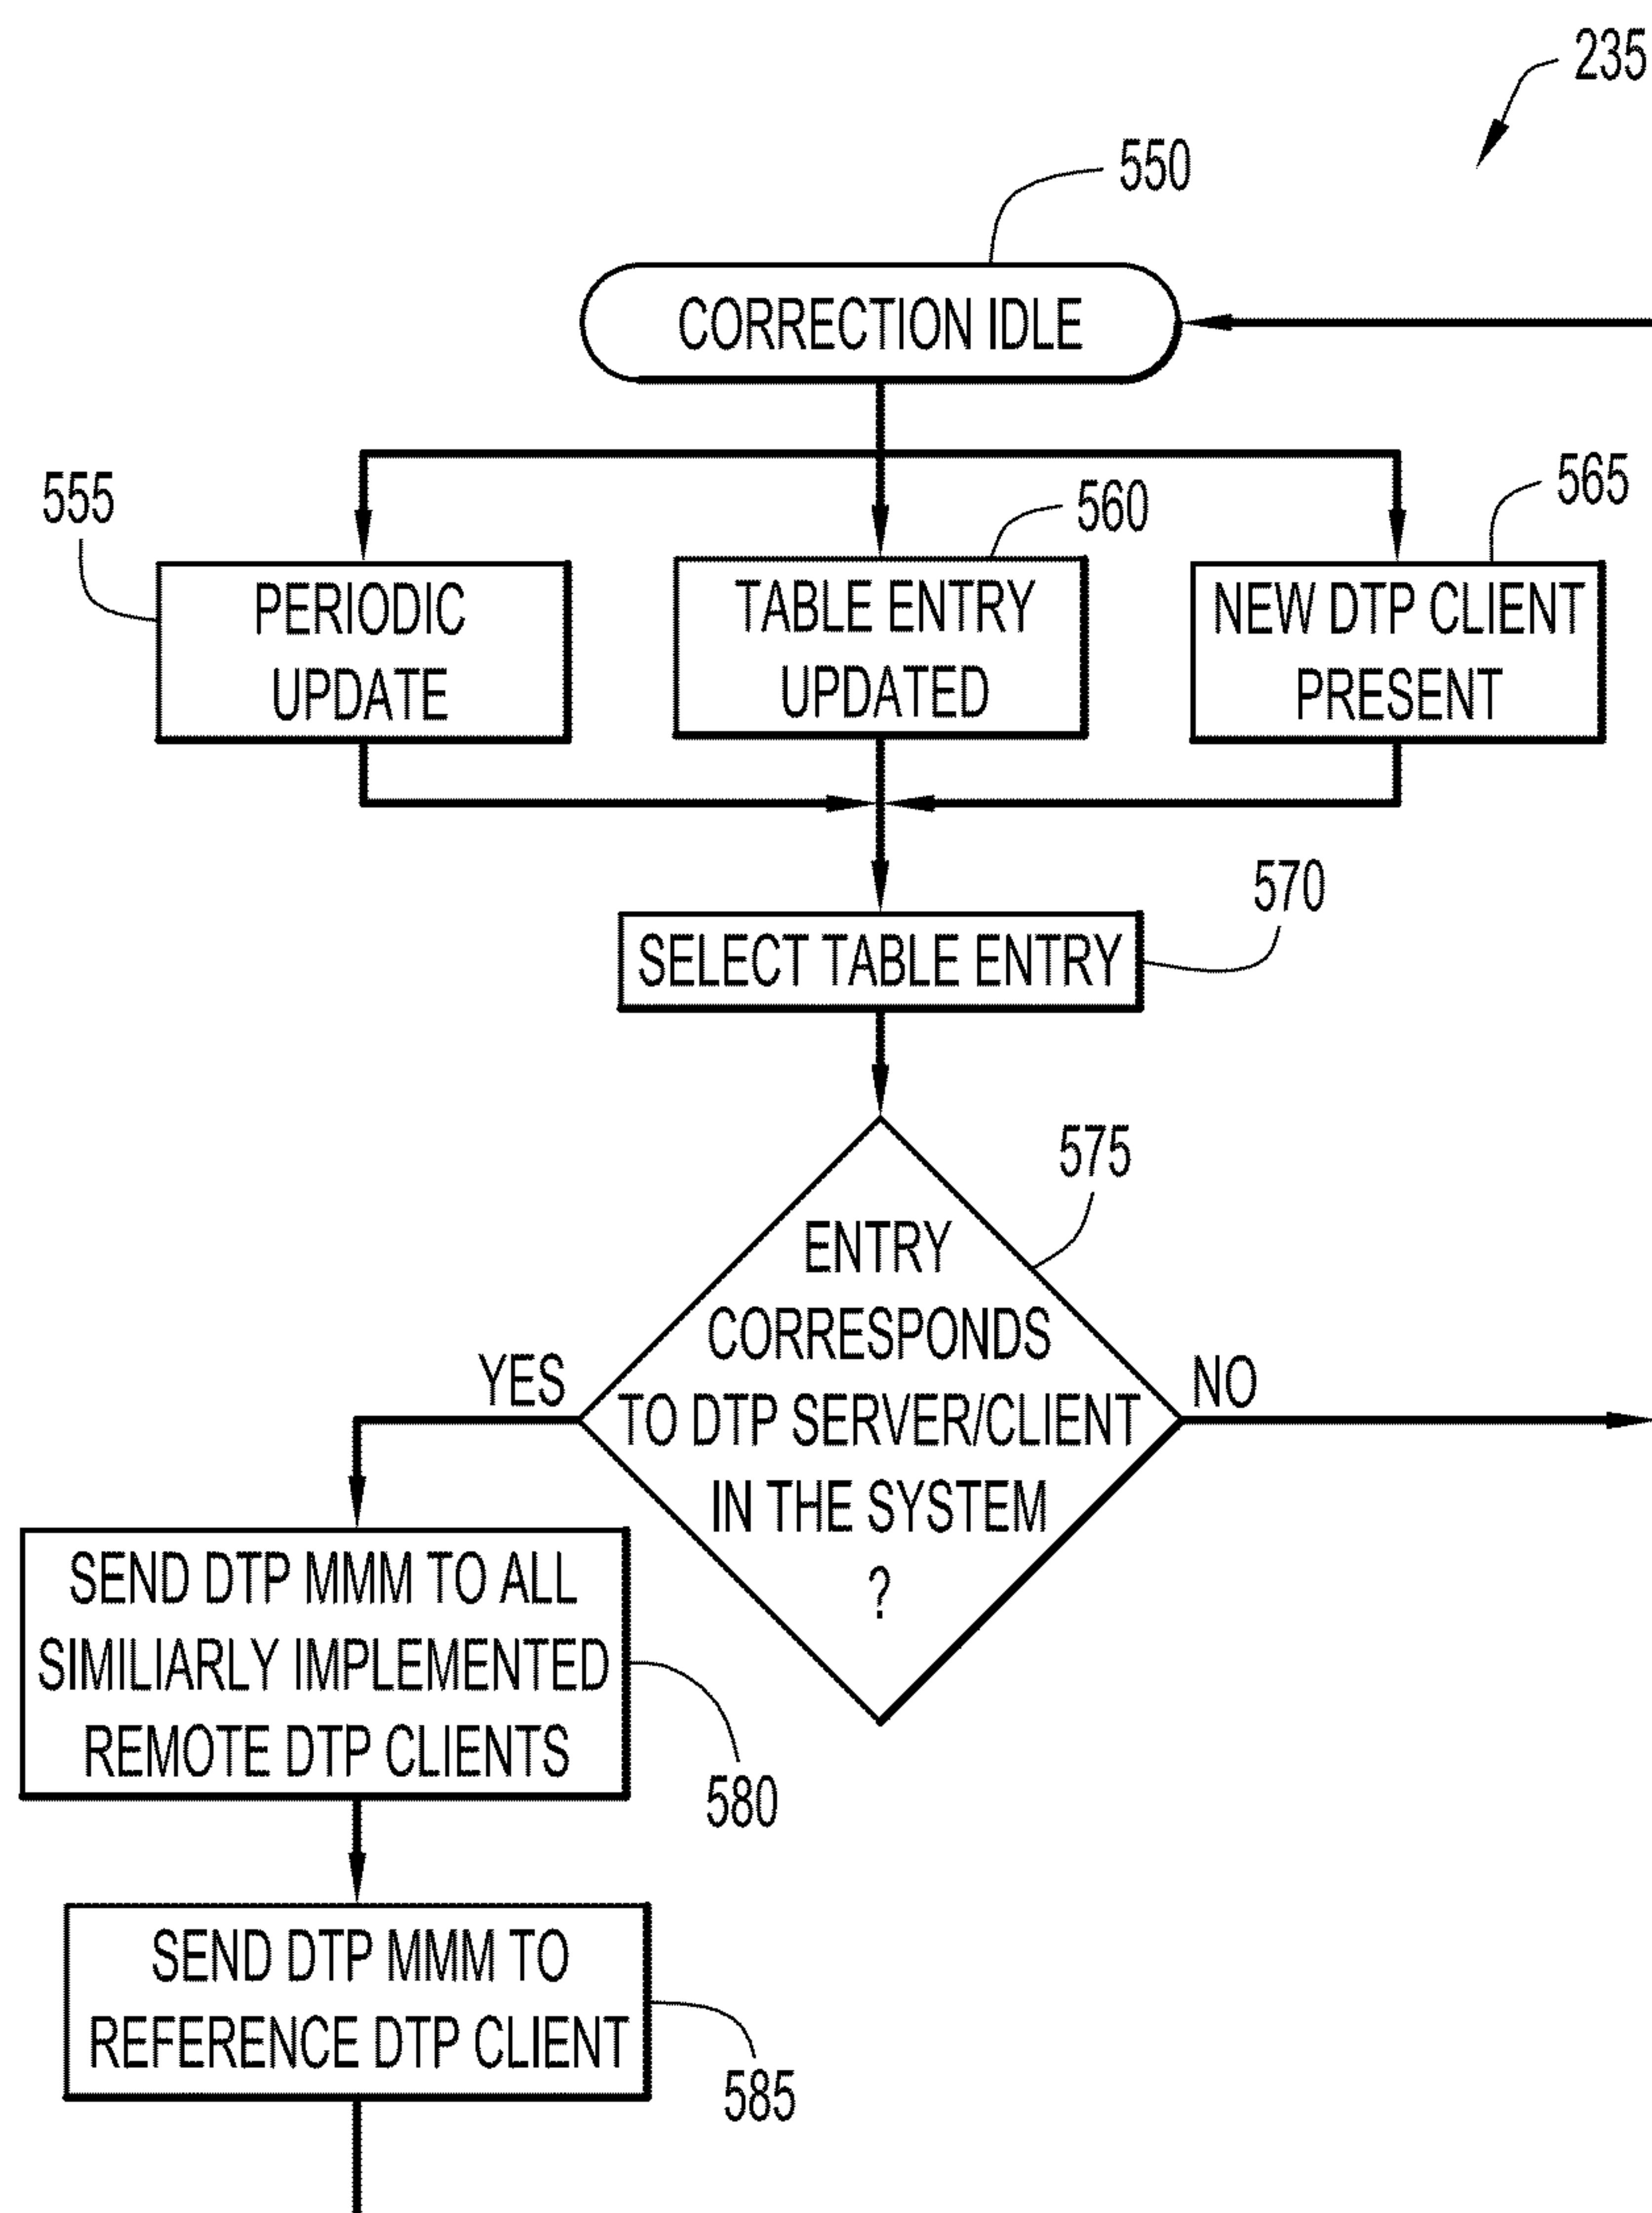 235
550
CORRECTION IDLE
555
560
565
PERIODIC
UPDATE
TABLE ENTRY
UPDATED
NEW DTP CLIENT
PRESENT
570
SELECT TABLE ENTRY
575
ENTRY
CORRESPONDS
TO DTP SERVER/CLIENT
IN THE SYSTEM
?
YES
NO
SEND DTP MMM TO ALL
SIMILIARLY IMPLEMENTED
REMOTE DTP CLIENTS
580
SEND DTP MMM TO
REFERENCE DTP CLIENT
585